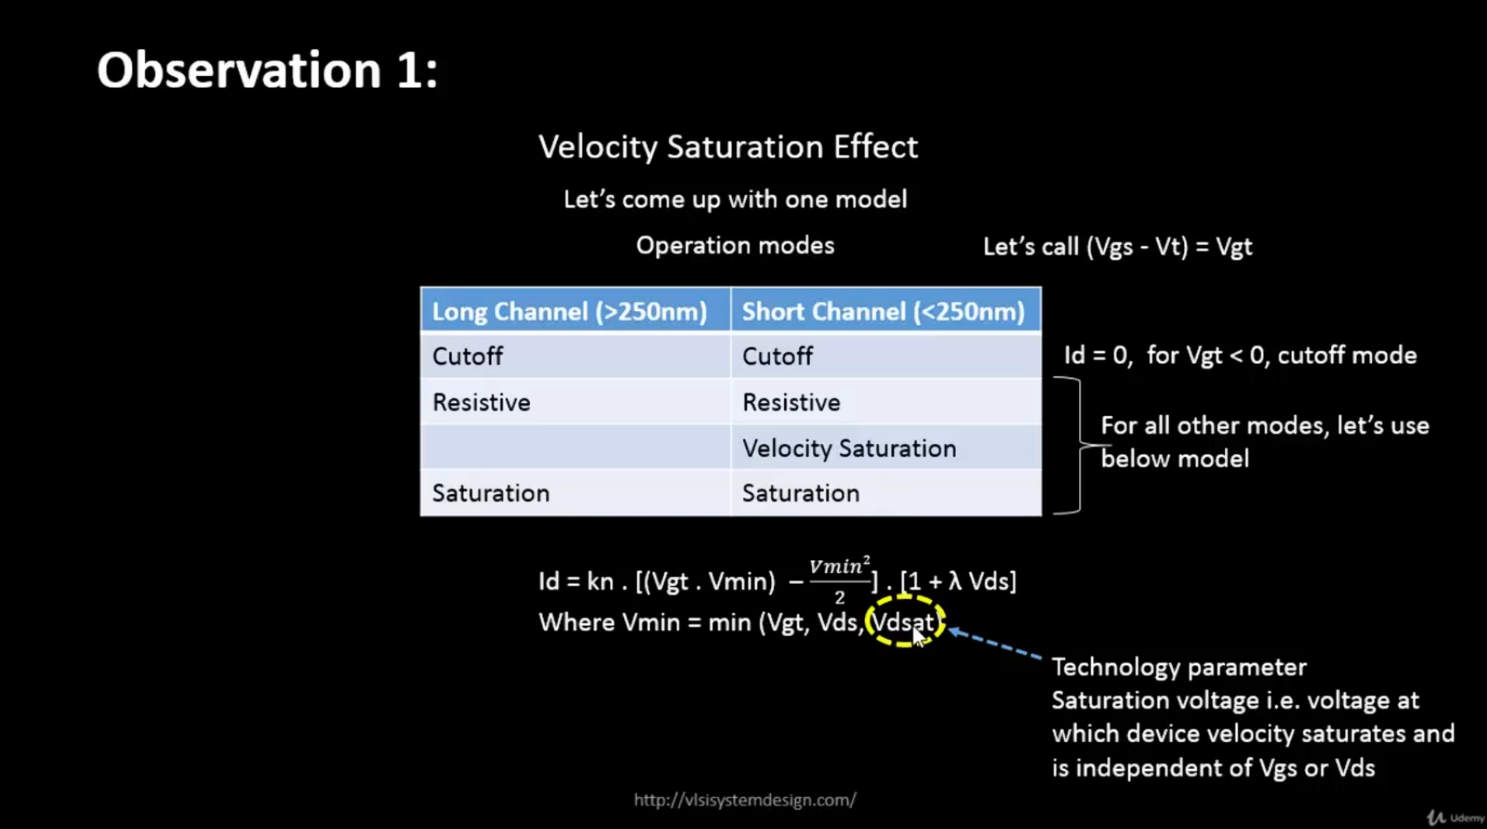 Observation 1:
Velocity Saturation Effect
Let's come up with one model
Operation modes
Let's call (Vgs - Vt) = Vgt
Long Channel (>250nm) Short Channel (<250nm)
Cutoff Cutoff
Id = 0, for Vgt < 0, cutoff mode
Resistive Resistive
Velocity Saturation
Saturation Saturation
For all other modes, let's use
below model
Id = kn . [(Vgt . Vmin) − Vmin²/2] . [1 + λ Vds]
Where Vmin = min (Vgt, Vds, Vdsat)
Technology parameter
Saturation voltage i.e. voltage at
which device velocity saturates and
is independent of Vgs or Vds
http://vlsisystemdesign.com/
Udemy